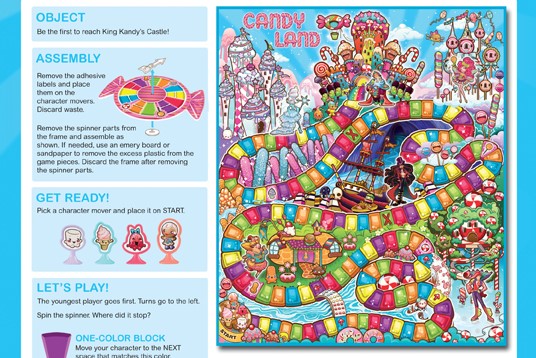 OBJECT
Be the first to reach King Kandy's Castle!
ASSEMBLY
Remove the adhesive
labels and place
them on the
character movers.
Discard waste.
Remove the spinner parts
from the frame and assemble as
shown. If needed, use an emery board or
sandpaper to remove the excess plastic from the
game pieces. Discard the frame after removing
the spinner parts.
GET READY!
Pick a character mover and place it on START.
LET'S PLAY!
The youngest player goes first. Turns go to the left.
Spin the spinner. Where did it stop?
ONE-COLOR BLOCK
Move your character to the NEXT
space that matches this color.
CANDY
LAND
START